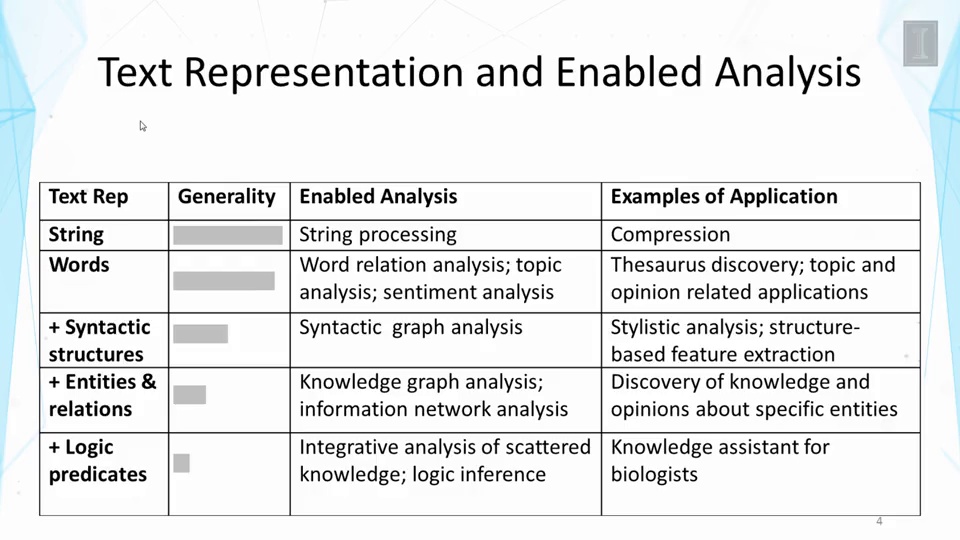 Text Representation and Enabled Analysis
Text Rep Generality Enabled Analysis Examples of Application
String String processing Compression
Words Word relation analysis; topic analysis; sentiment analysis Thesaurus discovery; topic and opinion related applications
+ Syntactic structures Syntactic graph analysis Stylistic analysis; structure-based feature extraction
+ Entities & relations Knowledge graph analysis; information network analysis Discovery of knowledge and opinions about specific entities
+ Logic predicates Integrative analysis of scattered knowledge; logic inference Knowledge assistant for biologists
4